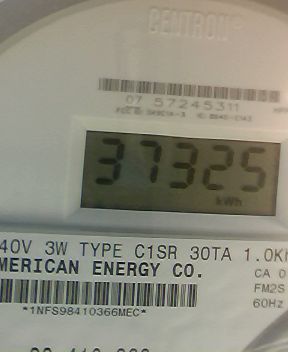 CENTRON®
07 57245311
37325
kWh
40V 3W TYPE C1SR 30TA 1.0K
MERICAN ENERGY CO.
CA 0
FM2S
60Hz
*1NFS98410366MEC*